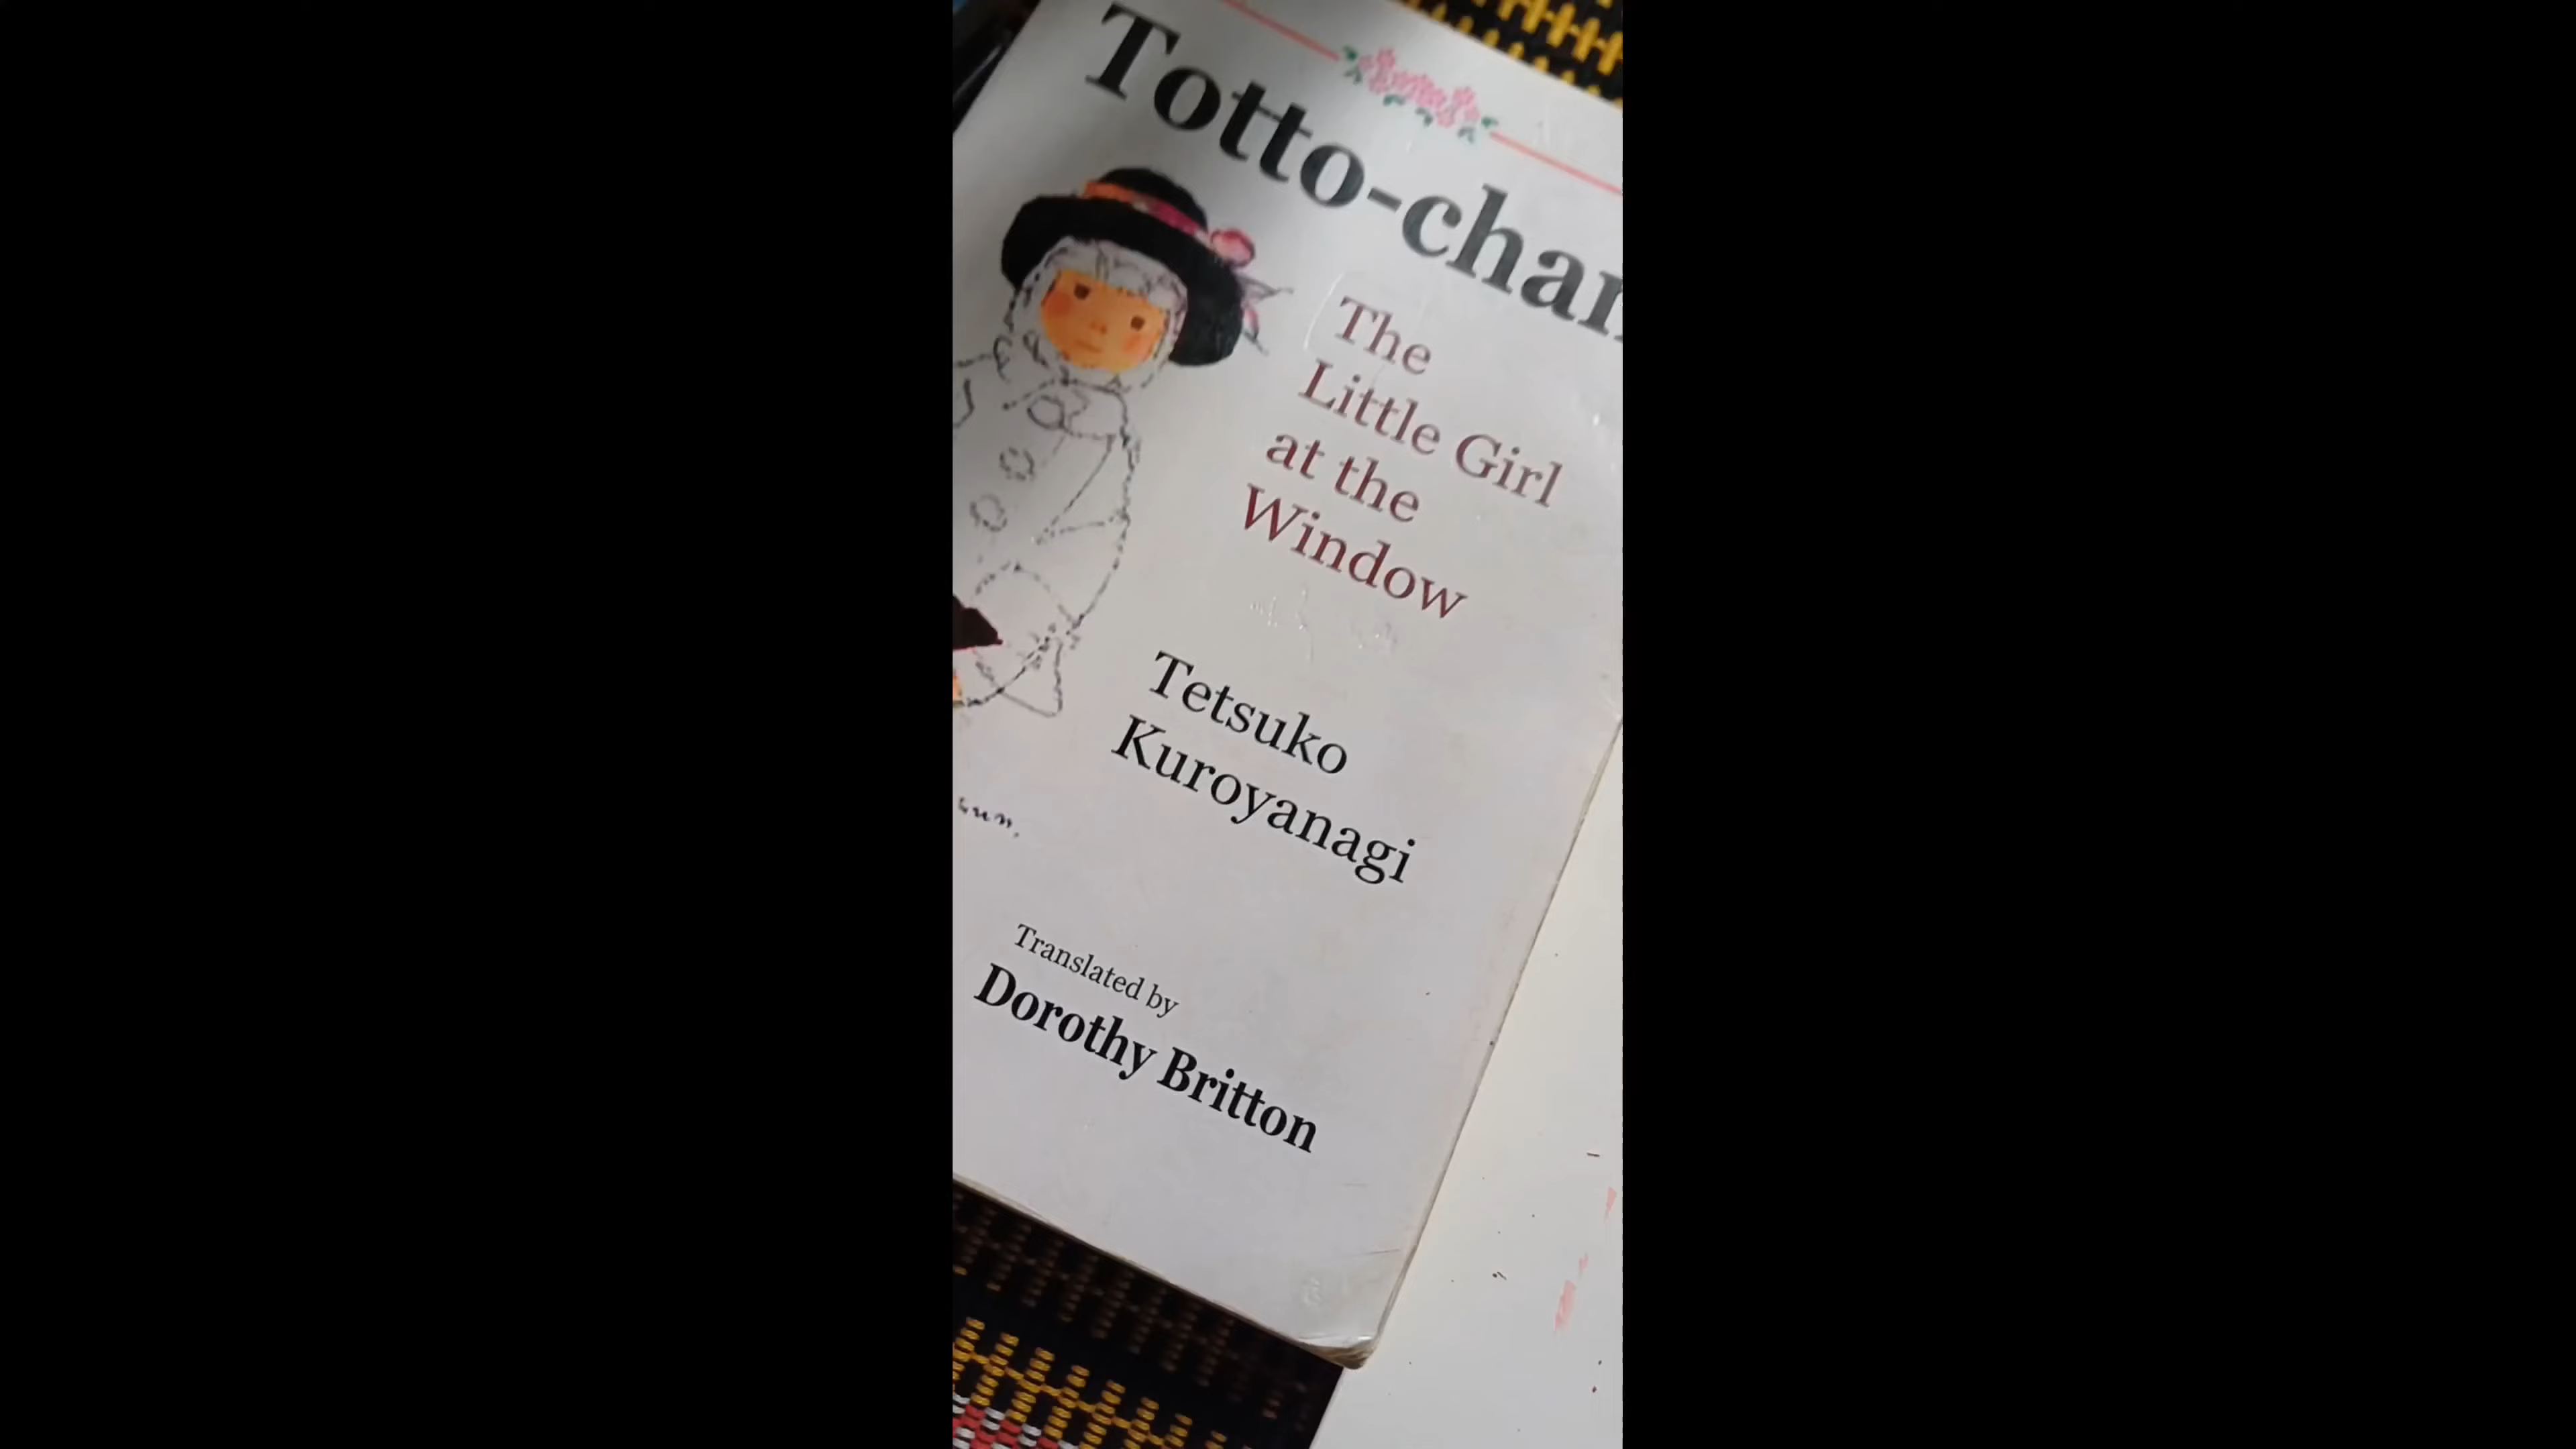 Totto-chan
The
Little Girl
at the
Window
Tetsuko
Kuroyanagi
Translated by
Dorothy Britton